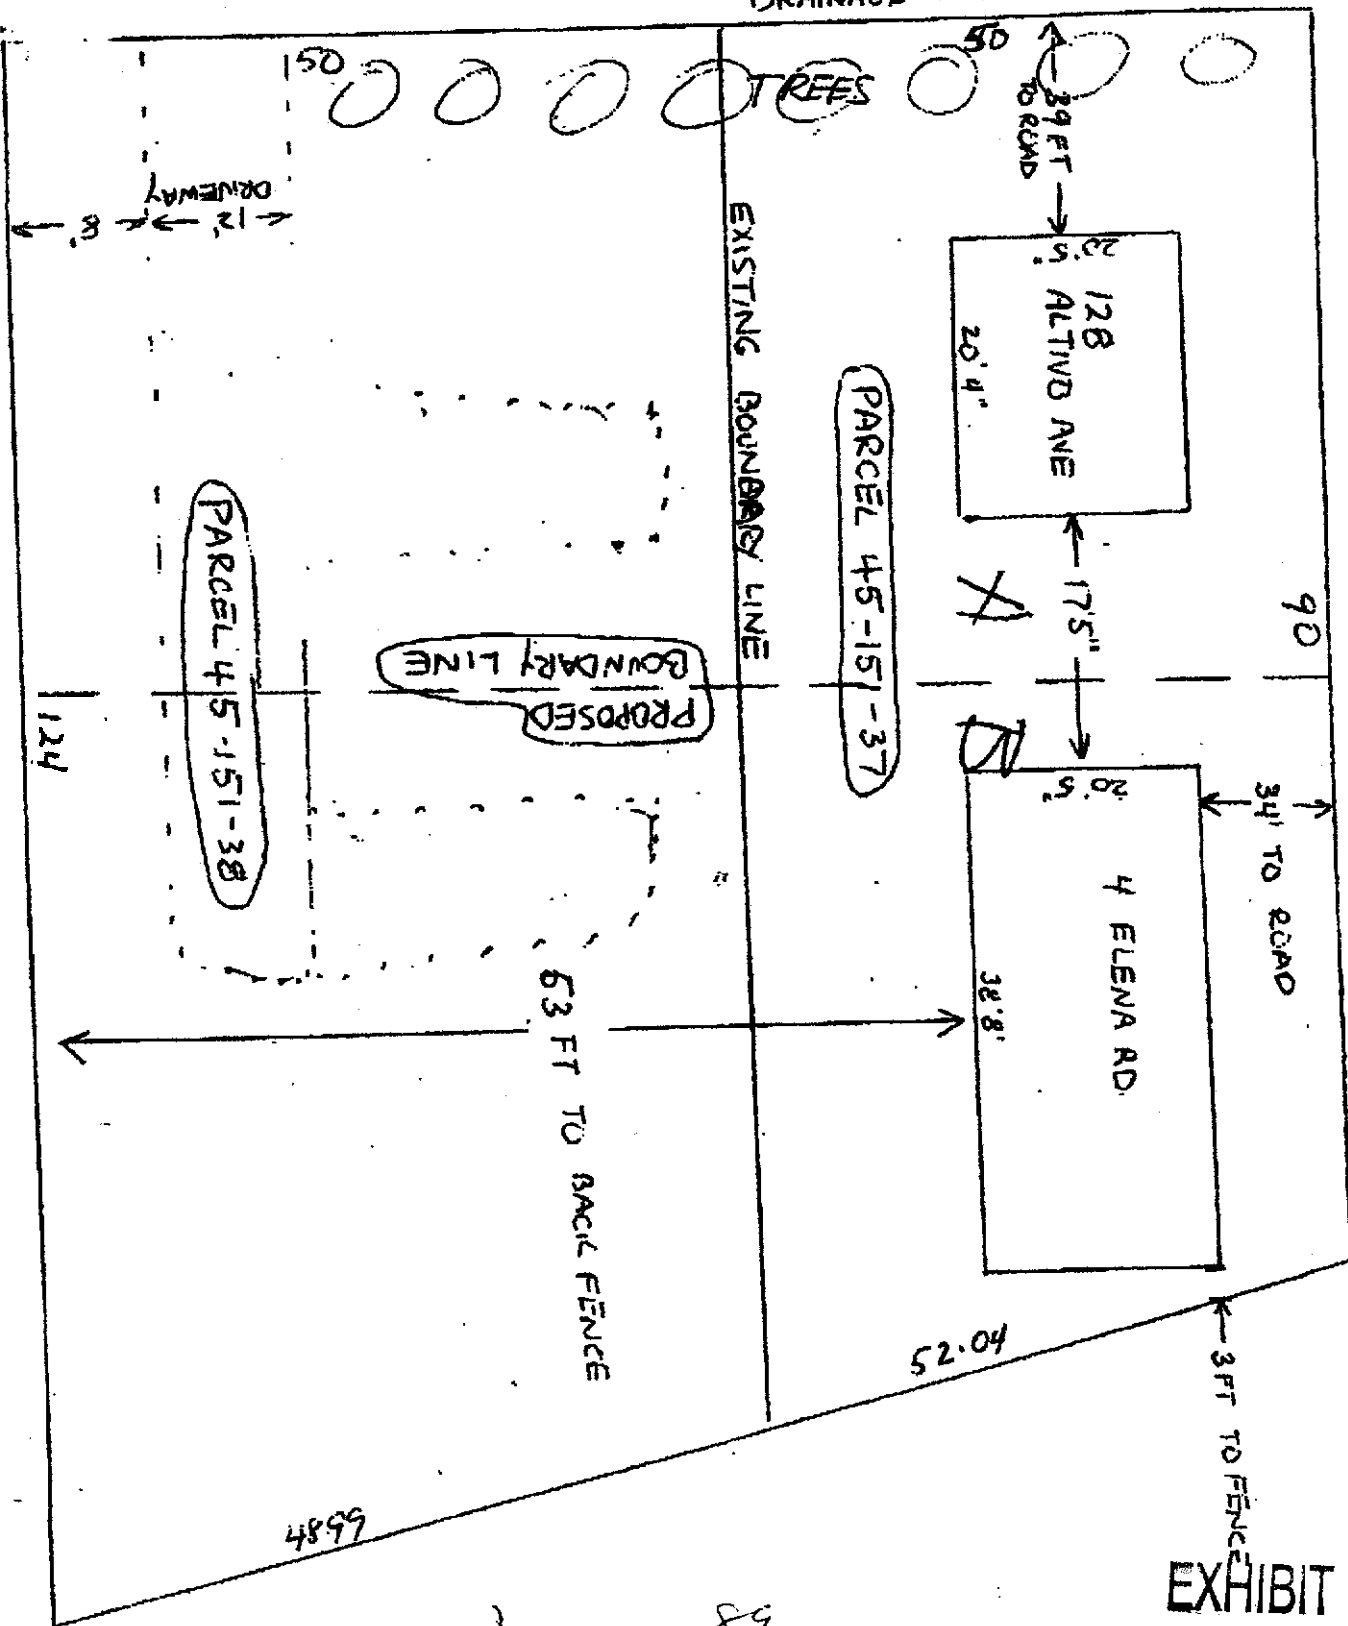 DRAINAGE
50
50
TREES
39 FT
TO ROAD
DRIVEWAY
8'
12'
EXISTING BOUNDARY LINE
20'5"
128
ALTIVO AVE
20'4"
PARCEL 45-151-37
17'5"
90
PARCEL 45-151-38
PROPOSED
BOUNDARY LINE
124
20'5"
34' TO ROAD
4 ELENA RD.
38'8'
63 FT TO BACK FENCE
52.04
3 FT TO FENCE
4899
EXHIBIT